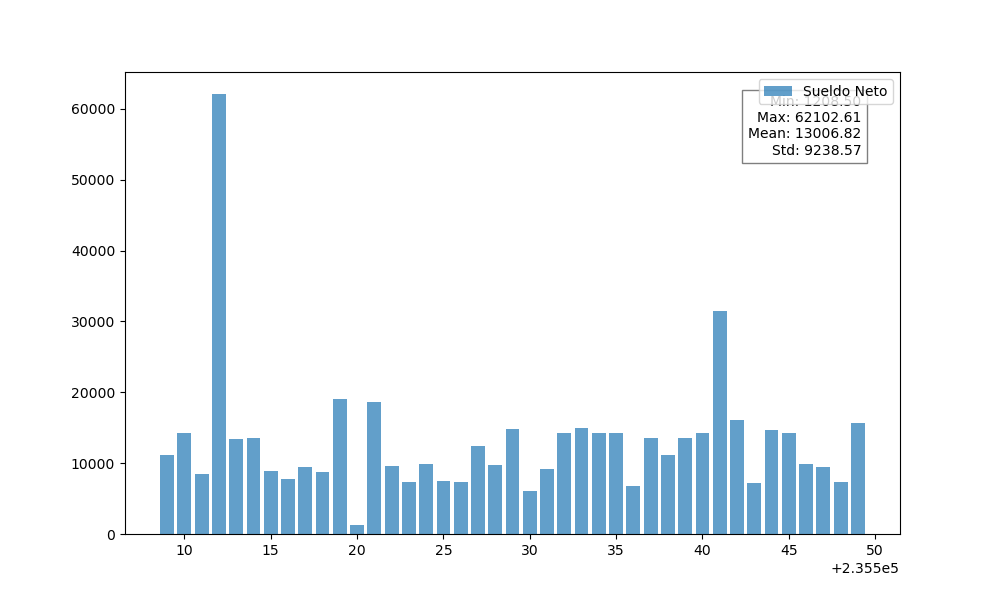 Sueldo Neto
Min: 1208.50
Max: 62102.61
Mean: 13006.82
Std: 9238.57
60000
50000
40000
30000
20000
10000
0
10 15 20 25 30 35 40 45 50
+2.355e5